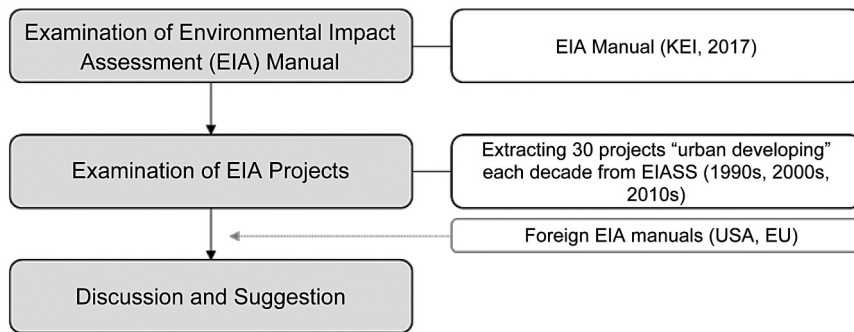 Examination of Environmental Impact
Assessment (EIA) Manual
EIA Manual (KEI, 2017)
Examination of EIA Projects
Extracting 30 projects “urban developing”
each decade from EIASS (1990s, 2000s,
2010s)
Foreign EIA manuals (USA, EU)
Discussion and Suggestion